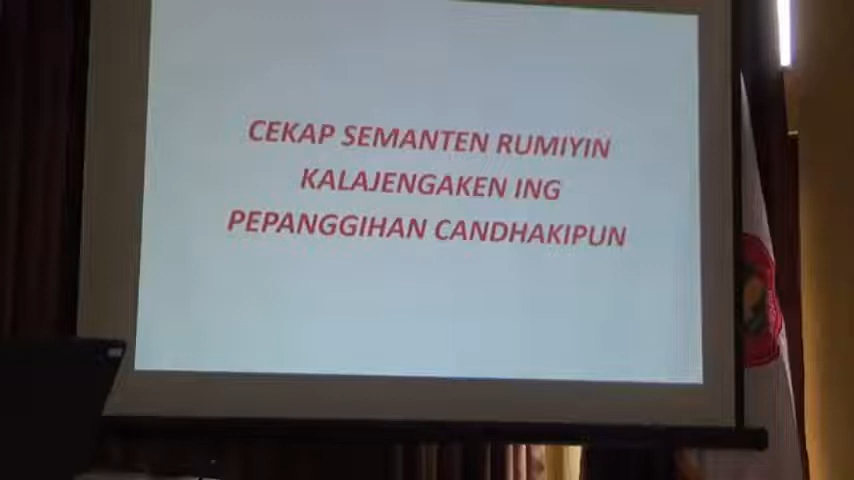 CEKAP SEMANTEN RUMIYIN
KALAJENGAKEN ING
PEPANGGIHAN CANDHAKIPUN